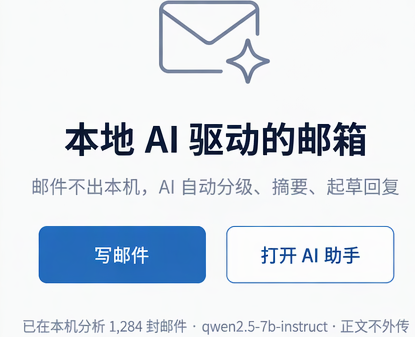 本地 AI 驱动的邮箱
邮件不出本机，AI 自动分级、摘要、起草回复
写邮件
打开 AI 助手
已在本机分析 1,284 封邮件 · qwen2.5-7b-instruct · 正文不外传